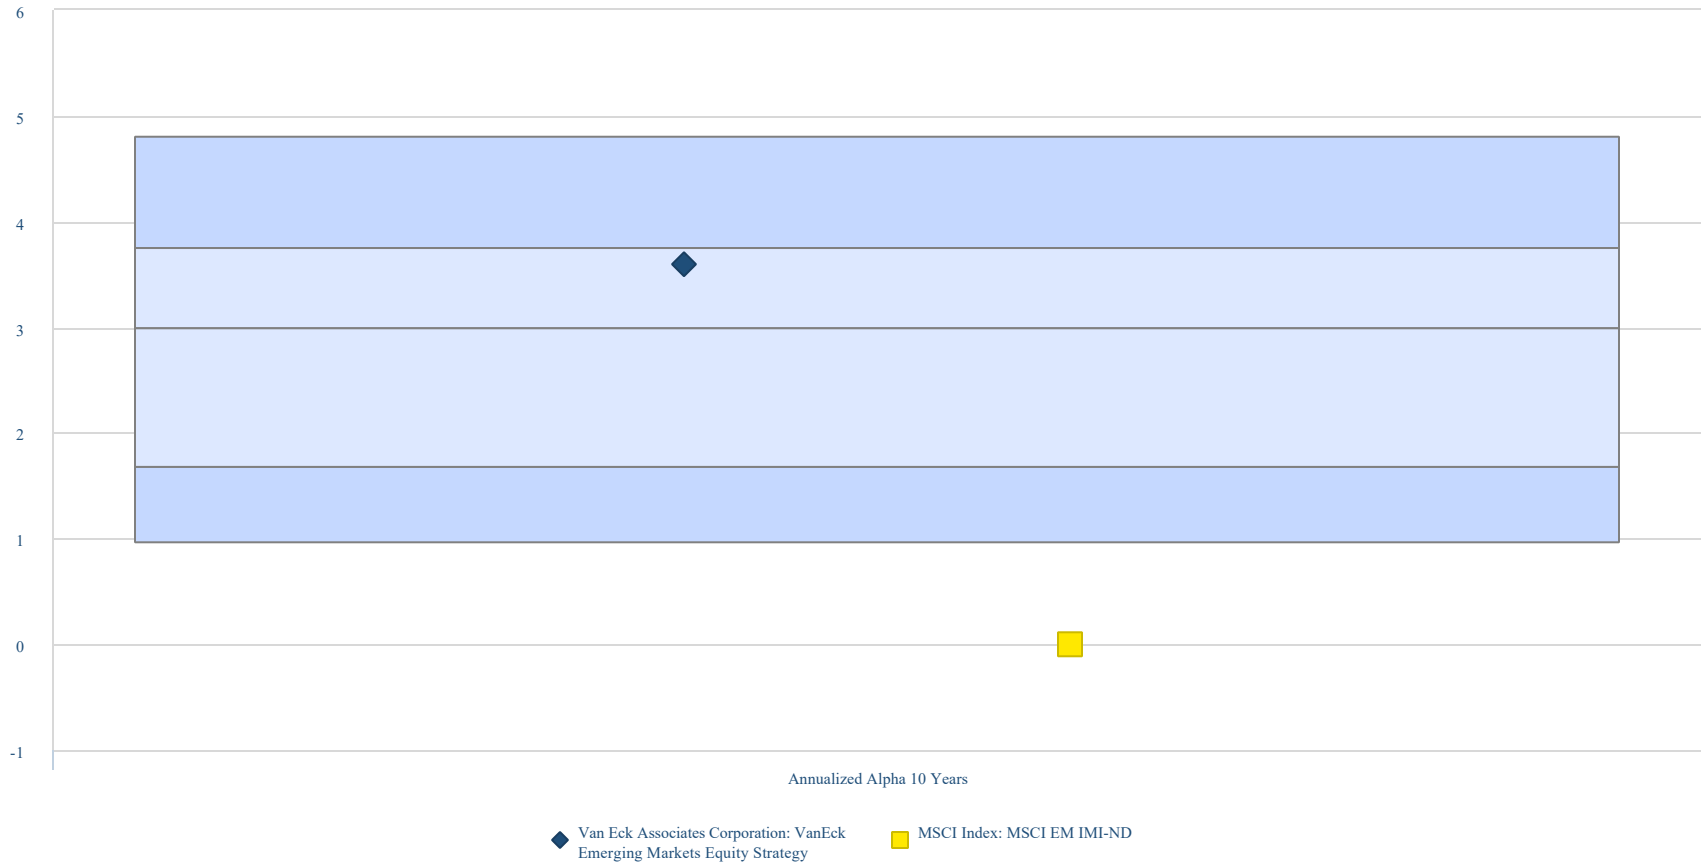 6
5
4
3
2
1
0
-1
Annualized Alpha 10 Years
Van Eck Associates Corporation: VanEck
Emerging Markets Equity Strategy
MSCI Index: MSCI EM IMI-ND